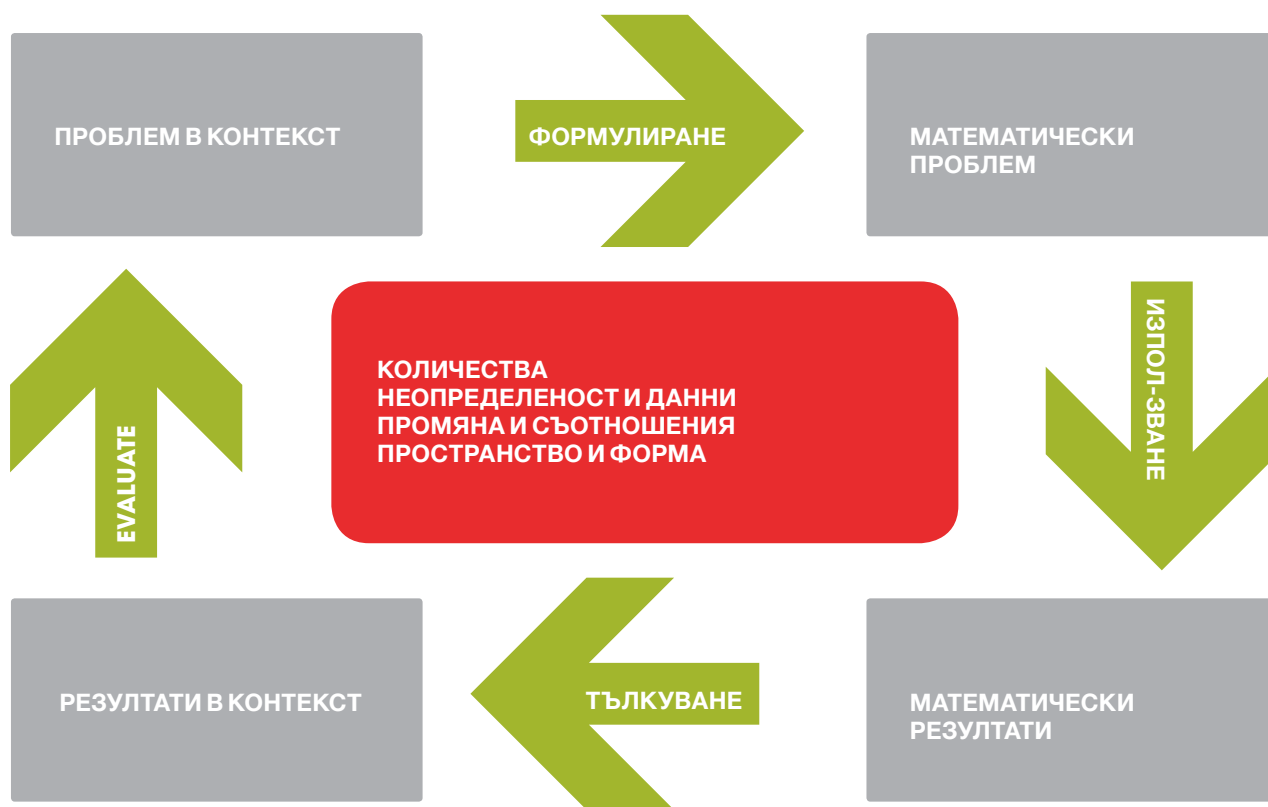 ПРОБЛЕМ В КОНТЕКСТ
ФОРМУЛИРАНЕ
МАТЕМАТИЧЕСКИ
ПРОБЛЕМ
КОЛИЧЕСТВА
НЕОПРЕДЕЛЕНОСТ И ДАННИ
ПРОМЯНА И СЪОТНОШЕНИЯ
ПРОСТРАНСТВО И ФОРМА
ИЗПОЛ-ЗВАНЕ
EVALUATE
РЕЗУЛТАТИ В КОНТЕКСТ
ТЪЛКУВАНЕ
МАТЕМАТИЧЕСКИ
РЕЗУЛТАТИ